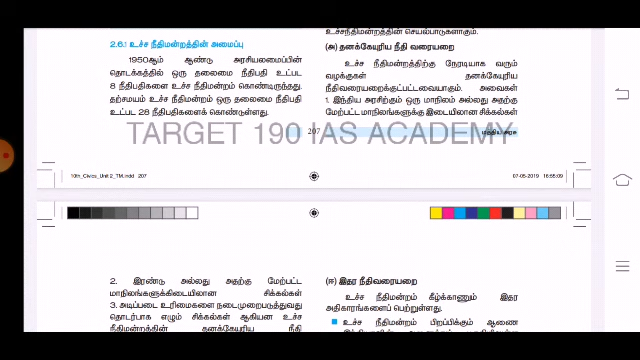 2.6.1 உச்ச நீதிமன்றத்தின் அமைப்பு
1950ஆம் ஆண்டு அரசியலமைப்பின்
தொடக்கத்தில் ஒரு தலைமை நீதிபதி உட்பட
8 நீதிபதிகளை உச்ச நீதிமன்றம் கொண்டிருந்தது.
தற்சமயம் உச்ச நீதிமன்றம் ஒரு தலைமை நீதிபதி
உட்பட 28 நீதிபதிகளைக் கொண்டுள்ளது.
உச்சநீதிமன்றத்தின் செயல்பாடுகளாகும்.
(அ) தனக்கேயுரிய நீதி வரையறை
உச்ச நீதிமன்றத்திற்கு நேரடியாக வரும்
வழக்குகள் தனக்கேயுரிய
நீதிவரையறைக்குட்பட்டவையாகும். அவைகள்
1. இந்திய அரசிற்கும் ஒரு மாநிலம் அல்லது அதற்கு
மேற்பட்ட மாநிலங்களுக்கு இடையிலான சிக்கல்கள்
TARGET 190 IAS ACADEMY
207 மத்திய அரசு
10th_Civics_Unit 2_TM.indd 207
07-05-2019 16:55:09
2. இரண்டு அல்லது அதற்கு மேற்பட்ட
மாநிலங்களுக்கிடையிலான சிக்கல்கள்
3. அடிப்படை உரிமைகளை நடைமுறைபடுத்துவது
தொடர்பாக எழும் சிக்கல்கள் ஆகியன உச்ச
நீதிமன்றத்தின் தனக்கேயுரிய நீதி
(ஈ) இதர நீதிவரையறை
உச்ச நீதிமன்றம் கீழ்க்காணும் இதர
அதிகாரங்களைப் பெற்றுள்ளது.
உச்ச நீதிமன்றம் பிறப்பிக்கும் ஆணை